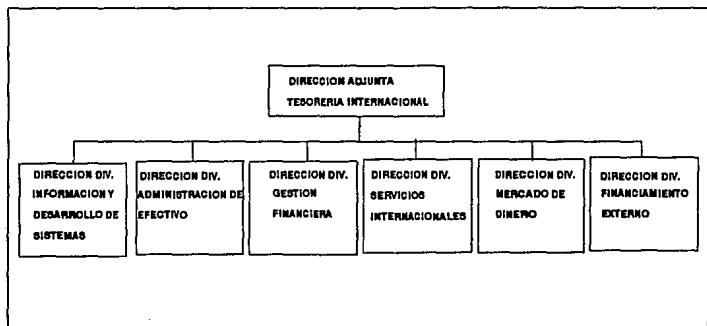 DIRECCION ADJUNTA
TESORERIA INTERNACIONAL
DIRECCION DIV.
INFORMACION Y
DESARROLLO DE
SISTEMAS
DIRECCION DIV.
ADMINISTRACION DE
EFECTIVO
DIRECCION DIV.
GESTION
FINANCIERA
DIRECCION DIV.
SERVICIOS
INTERNACIONALES
DIRECCION DIV.
MERCADO DE
DINERO
DIRECCION DIV.
FINANCIAMIENTO
EXTERNO